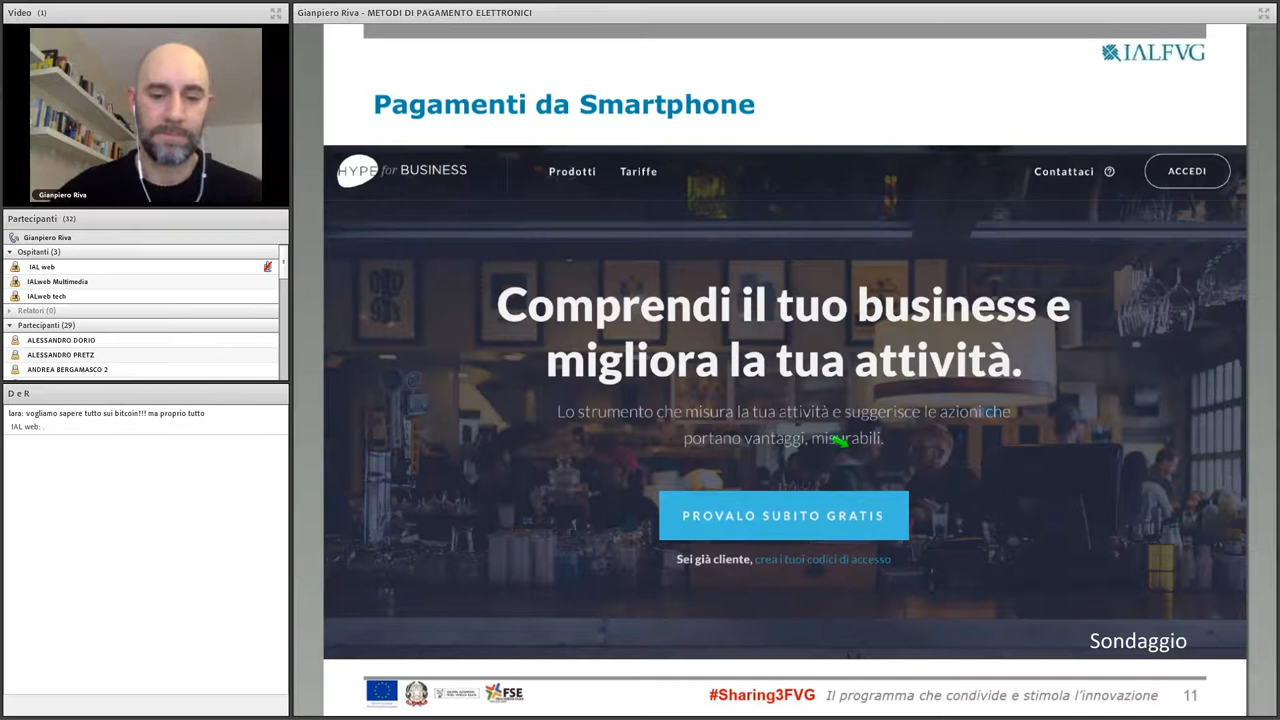 Video (1)
Gianpiero Riva
Partecipanti (32)
Gianpiero Riva
Ospitanti (3)
IAL web
IALweb Multimedia
IALweb tech
Relatori (0)
Partecipanti (29)
ALESSANDRO DORIO
ALESSANDRO PRETZ
ANDREA BERGAMASCO 2
D e R
lara: vogliamo sapere tutto sui bitcoin!!! ma proprio tutto
IAL web: .
Gianpiero Riva - METODI DI PAGAMENTO ELETTRONICI
IALFVG
Pagamenti da Smartphone
HYPE for BUSINESS
Prodotti
Tariffe
Contattaci
ACCEDI
Comprendi il tuo business e
migliora la tua attività.
Lo strumento che misura la tua attività e suggerisce le azioni che
portano vantaggi, misurabili.
PROVALO SUBITO GRATIS
Sei già cliente, crea i tuoi codici di accesso
Sondaggio
FSE
#Sharing3FVG Il programma che condivide e stimola l'innovazione 11